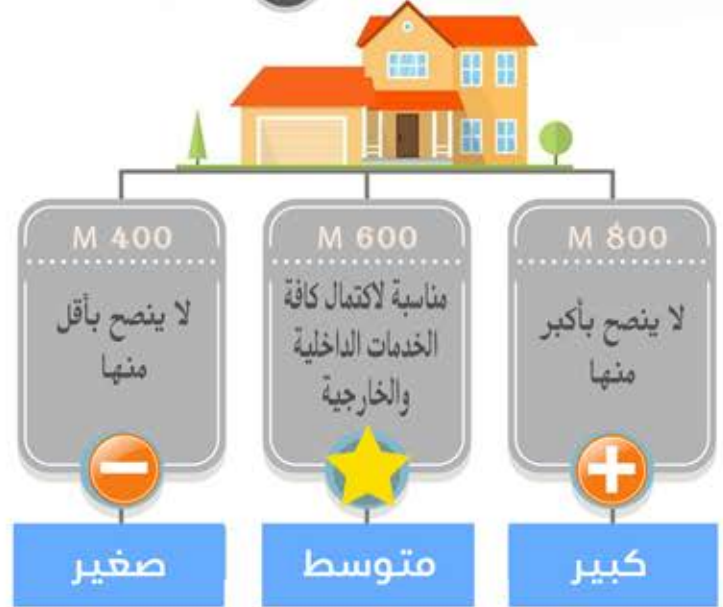 M 800
لا ينصح بأكبر
منها
كبير
M 600
مناسبة لاكتمال كافة
الخدمات الداخلية
والخارجية
متوسط
M 400
لا ينصح بأقل
منها
صغير